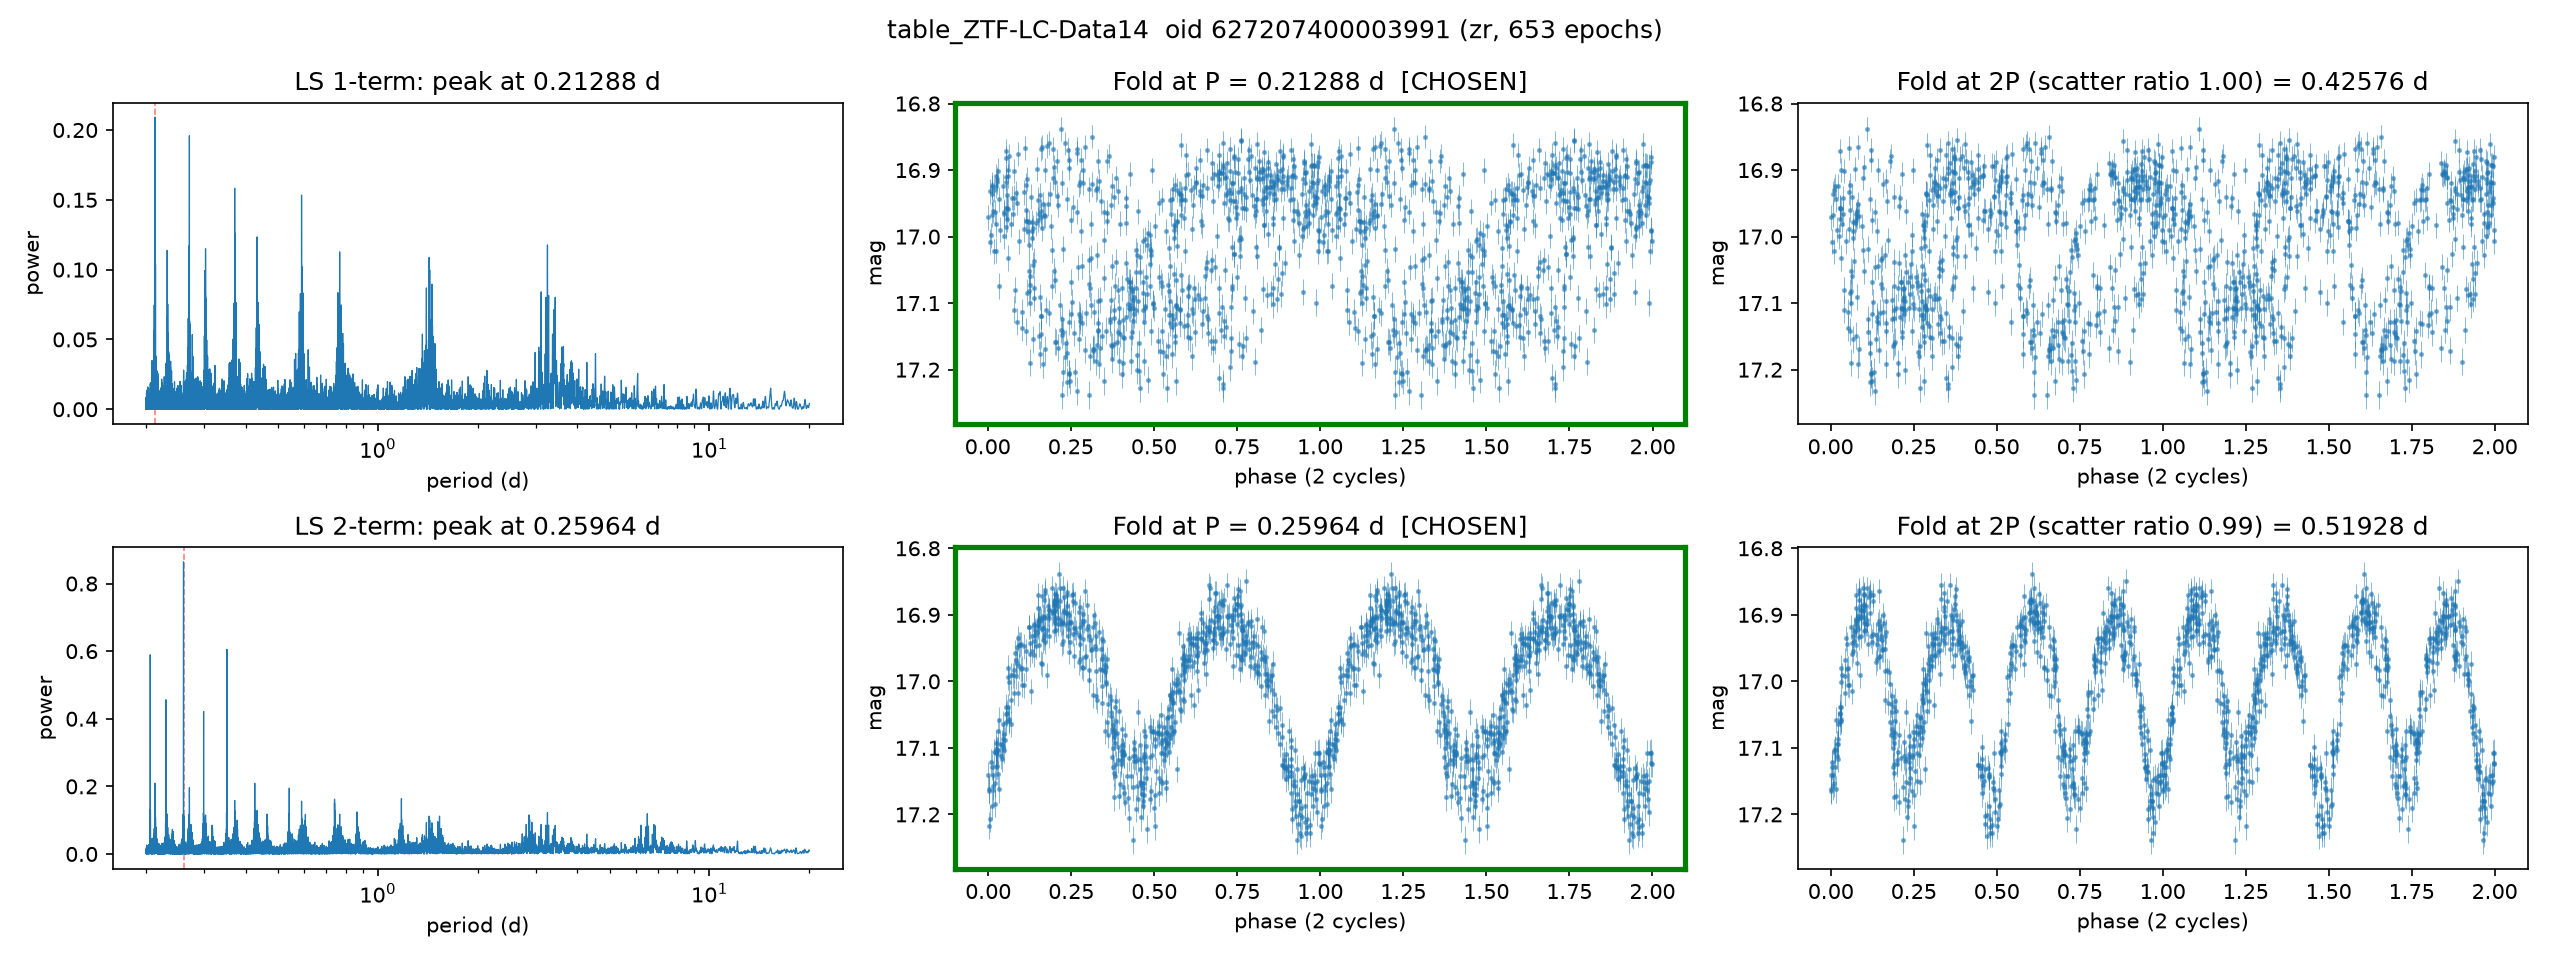 table_ZTF-LC-Data14  oid 627207400003991 (zr, 653 epochs)
LS 1-term: peak at 0.21288 d
power
0.20
0.15
0.10
0.05
0.00
10⁰
10¹
period (d)
Fold at P = 0.21288 d  [CHOSEN]
mag
16.8
16.9
17.0
17.1
17.2
0.00 0.25 0.50 0.75 1.00 1.25 1.50 1.75 2.00
phase (2 cycles)
Fold at 2P (scatter ratio 1.00) = 0.42576 d
mag
16.8
16.9
17.0
17.1
17.2
0.00 0.25 0.50 0.75 1.00 1.25 1.50 1.75 2.00
phase (2 cycles)
LS 2-term: peak at 0.25964 d
power
0.8
0.6
0.4
0.2
0.0
10⁰
10¹
period (d)
Fold at P = 0.25964 d  [CHOSEN]
mag
16.8
16.9
17.0
17.1
17.2
0.00 0.25 0.50 0.75 1.00 1.25 1.50 1.75 2.00
phase (2 cycles)
Fold at 2P (scatter ratio 0.99) = 0.51928 d
mag
16.8
16.9
17.0
17.1
17.2
0.00 0.25 0.50 0.75 1.00 1.25 1.50 1.75 2.00
phase (2 cycles)